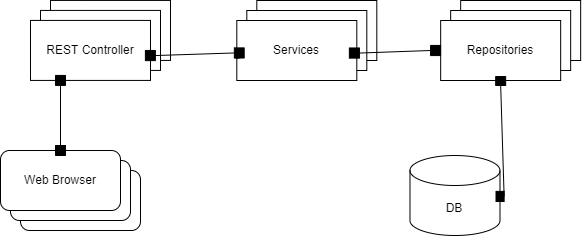 REST Controller
Services
Repositories
Web Browser
DB